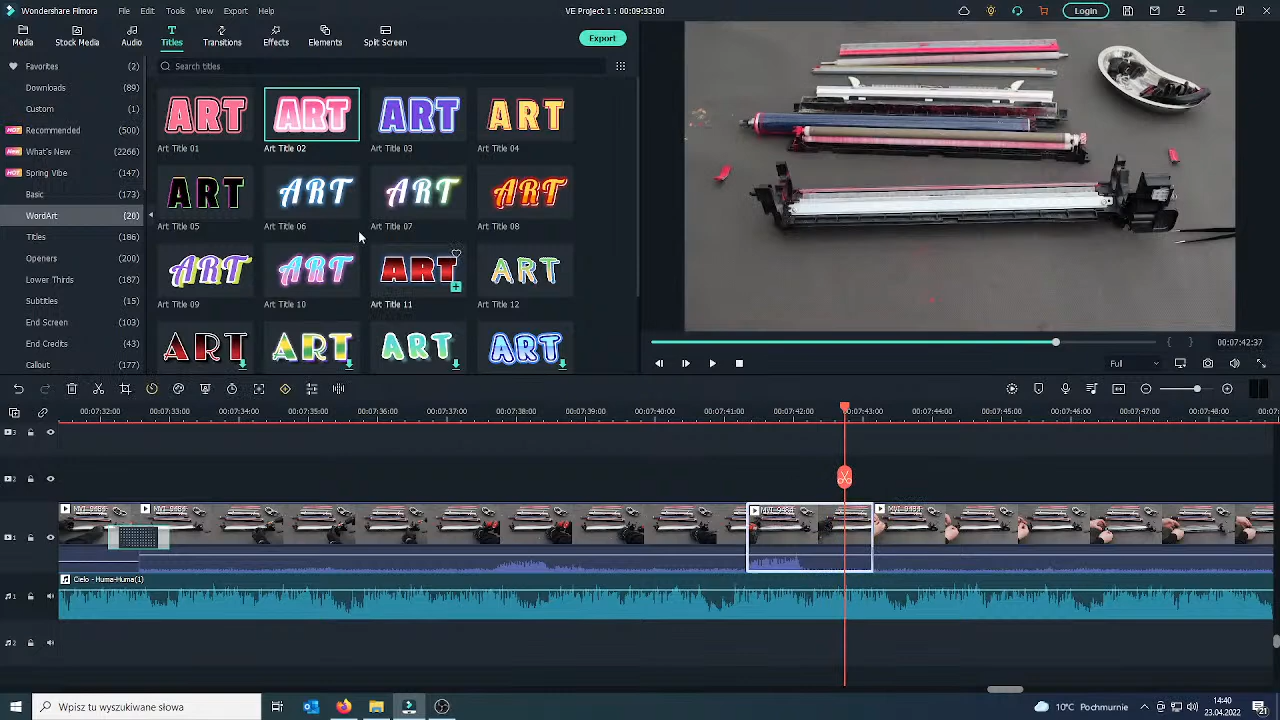 Wondershare Filmora
File
Edit
View
Export
Help
VE Project 1 : 00:09:33:00
Login
Media
Stock Media
Audio
Titles
Transitions
Effects
Elements
Split Screen
Export
Favorites (2)
Search titles
Downloads (88)
Custom (1)
HOT Recommended (500)
New What's New (2266)
HOT Spring Vibe (143)
Basic (173)
WordArt (20)
Titles (186)
Openers (200)
Lower Thirds (210)
Subtitles (15)
End Screen (103)
End Credits (43)
Callout (177)
ART ART ART ART
Art Title 01 Art Title 02 Art Title 03 Art Title 04
ART ART ART ART
Art Title 05 Art Title 06 Art Title 07 Art Title 08
ART ART ART ART
Art Title 09 Art Title 10 Art Title 11 Art Title 12
ART ART ART ART
00:07:42:37
Full
00:07:32:00 00:07:33:00 00:07:34:00 00:07:35:00 00:07:36:00 00:07:37:00 00:07:38:00 00:07:39:00 00:07:40:00 00:07:41:00 00:07:42:00 00:07:43:00 00:07:44:00 00:07:45:00 00:07:46:00 00:07:47:00 00:07:48:00
3
2
1
1
2
Wpisz tu wyszukiwane słowa
10°C Pochmurnie
14:40
23.04.2022